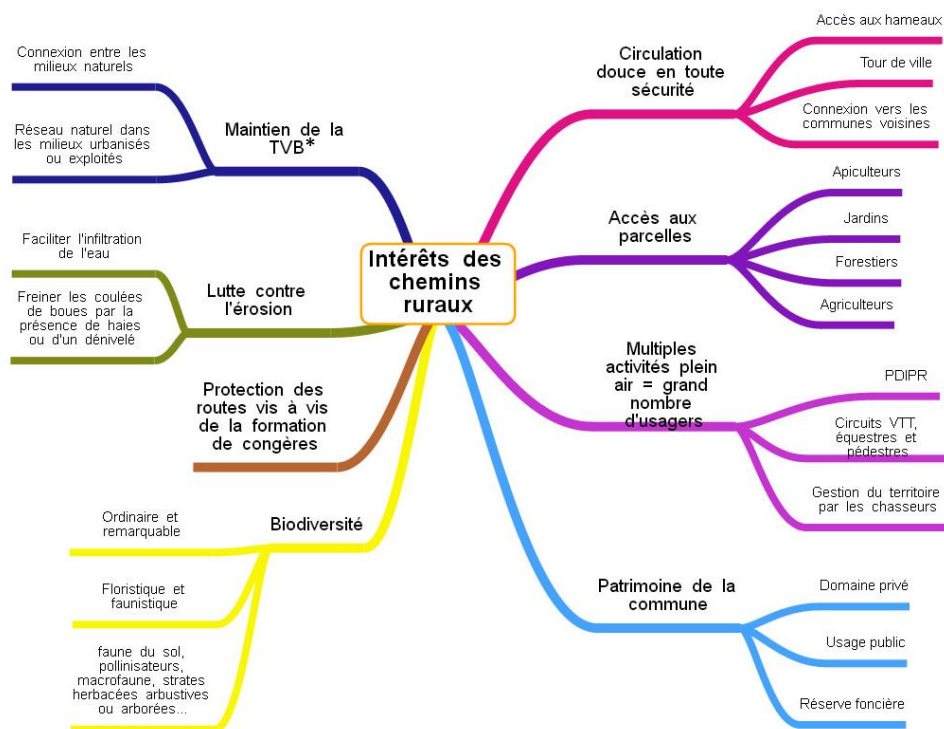 Intérêts des
chemins
ruraux
Circulation
douce en toute
sécurité
Accès aux hameaux
Tour de ville
Connexion vers les
communes voisines
Accès aux
parcelles
Apiculteurs
Jardins
Forestiers
Agriculteurs
Multiples
activités plein
air = grand
nombre
d'usagers
PDIPR
Circuits VTT,
équestres et
pédestres
Gestion du territoire
par les chasseurs
Patrimoine de la
commune
Domaine privé
Usage public
Réserve foncière
Maintien de la
TVB*
Connexion entre les
milieux naturels
Réseau naturel dans
les milieux urbanisés
ou exploités
Lutte contre
l'érosion
Faciliter l'infiltration
de l'eau
Freiner les coulées
de boues par la
présence de haies
ou d'un dénivelé
Protection des
routes vis à vis
de la formation
de congères
Biodiversité
Ordinaire et
remarquable
Floristique et
faunistique
faune du sol,
pollinisateurs,
macrofaune, strates
herbacées arbustives
ou arborées...